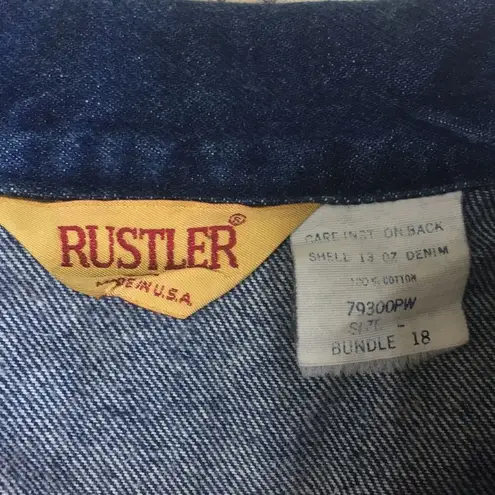 RUSTLER®
MADE IN U.S.A.
CARE INST ON BACK
SHELL 13 OZ DENIM
100% COTTON
79300PW
SIZE -
BUNDLE 18